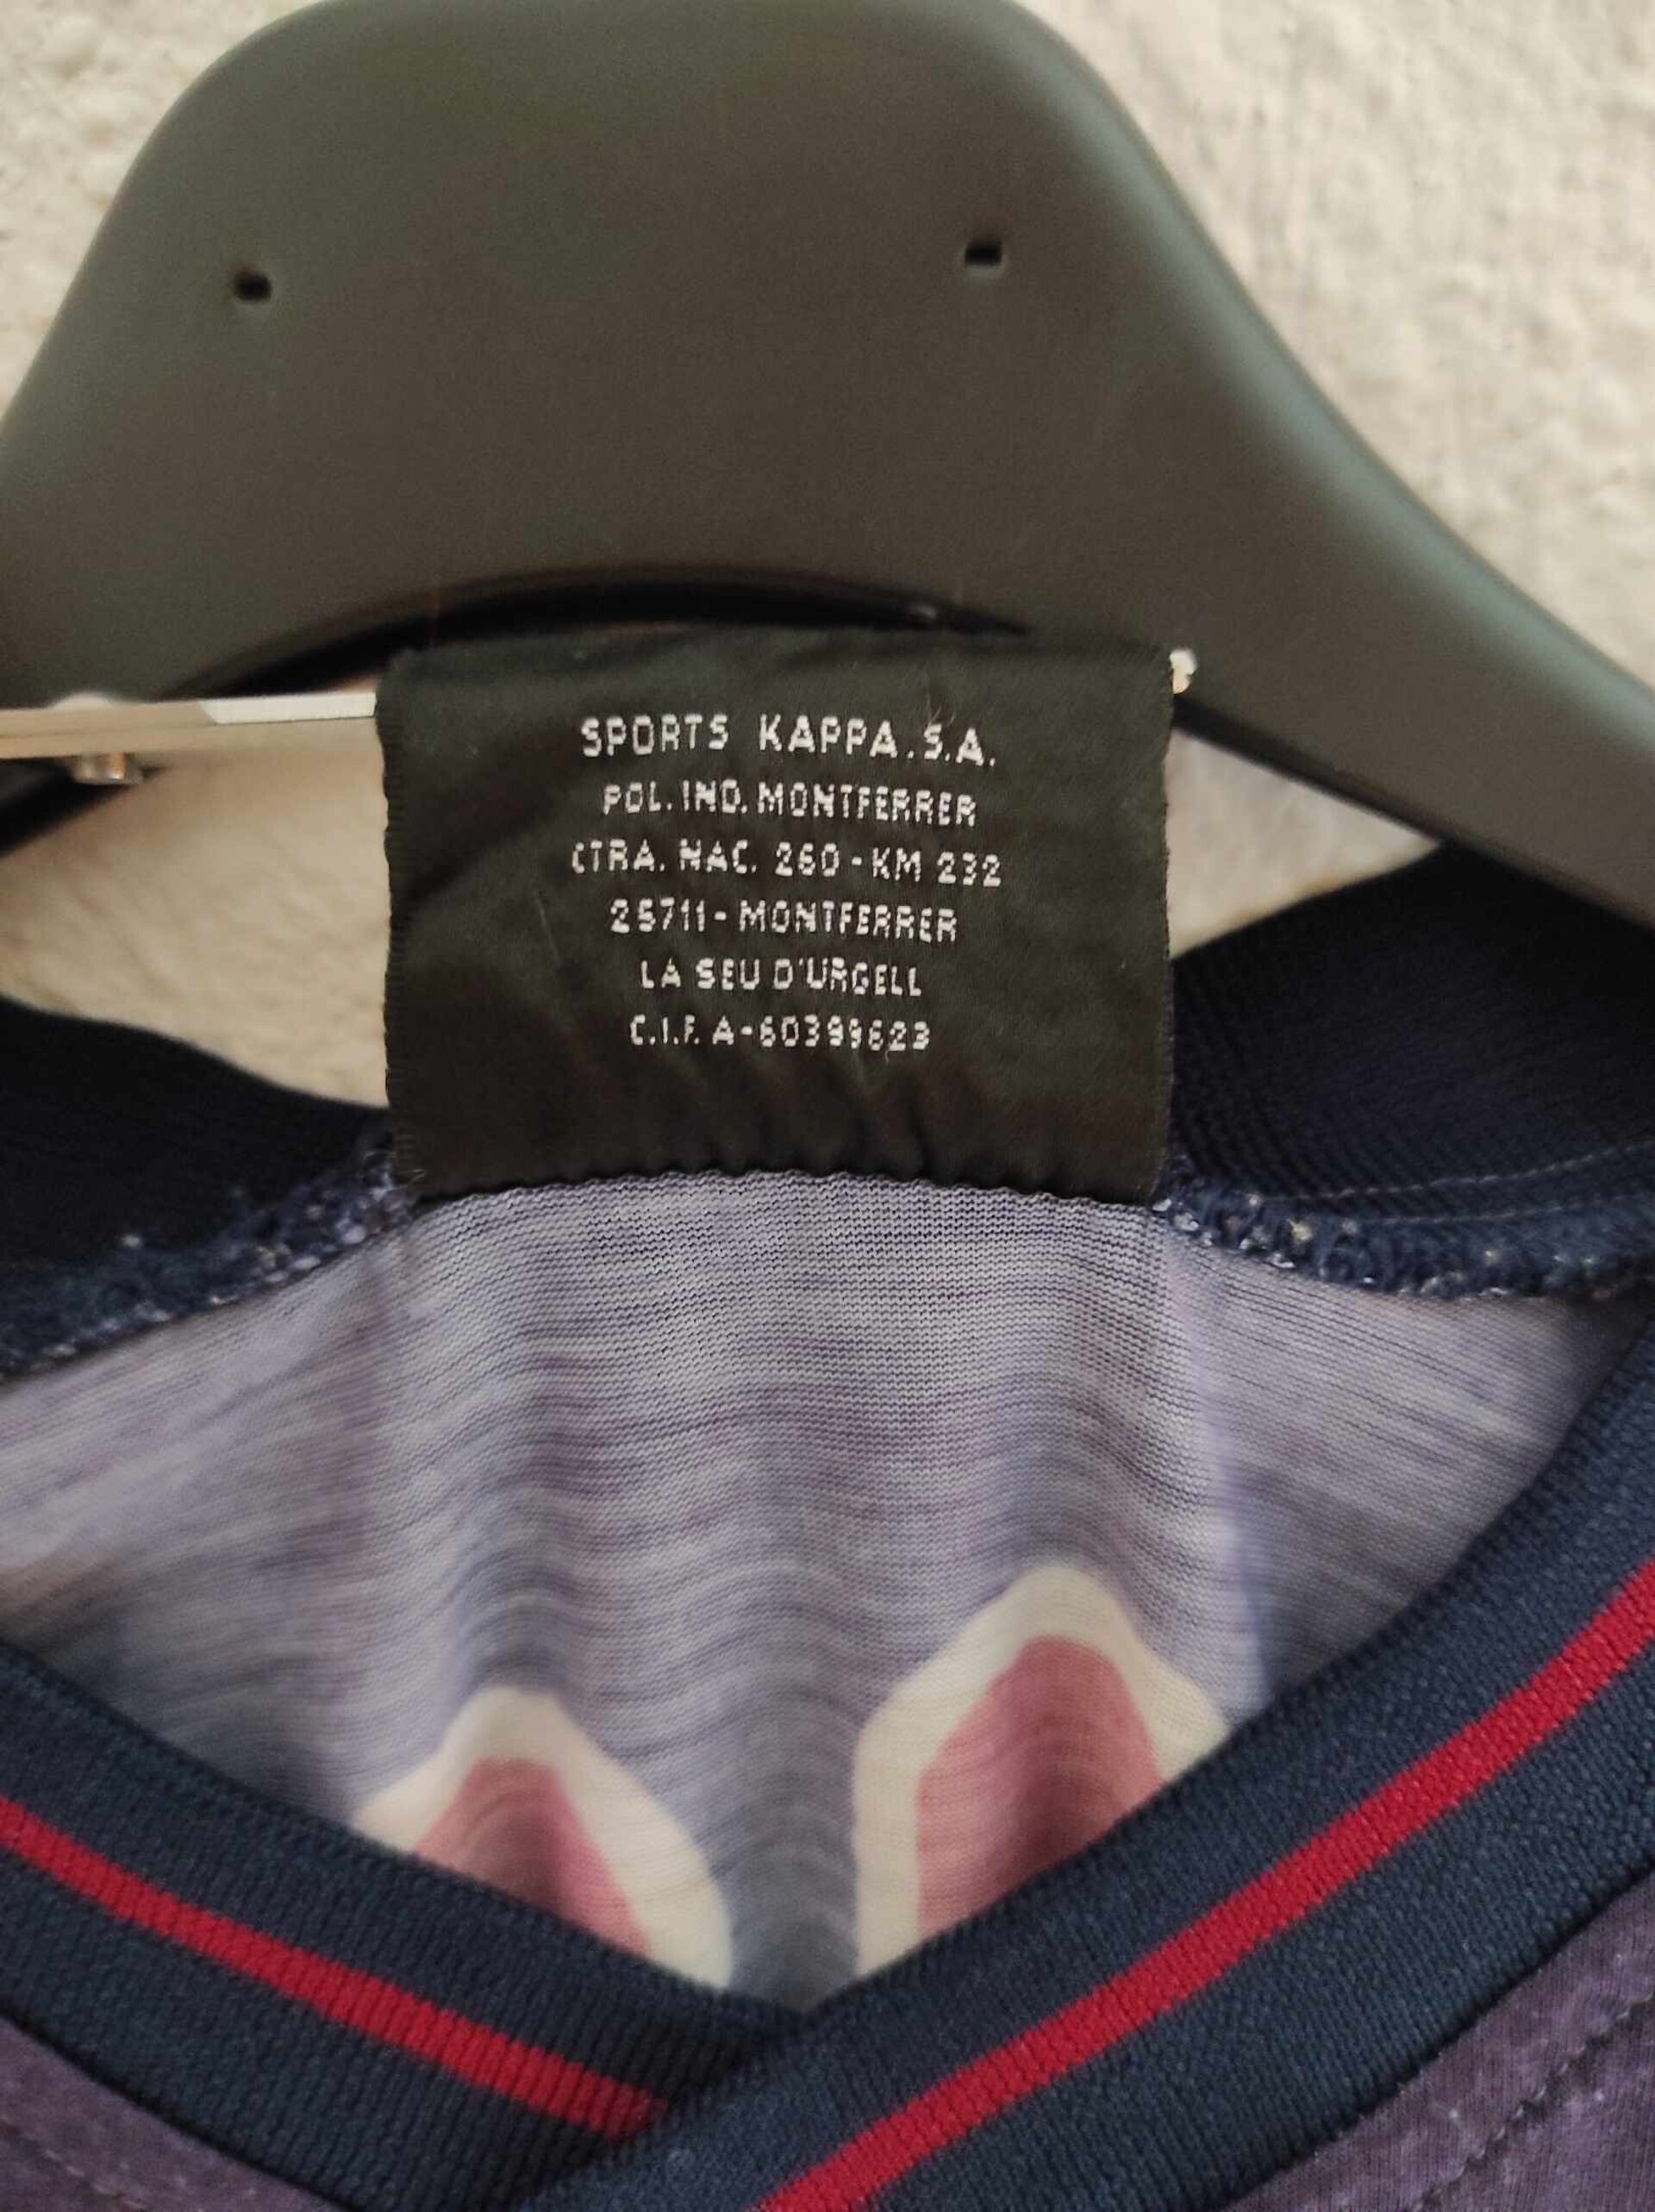 SPORTS KAPPA.S.A.
POL.IND.MONTFERRER
CTRA. NAC. 260-KM 232
25711-MONTFERRER
LA SEU D'URGELL
C.I.F. A-60399623